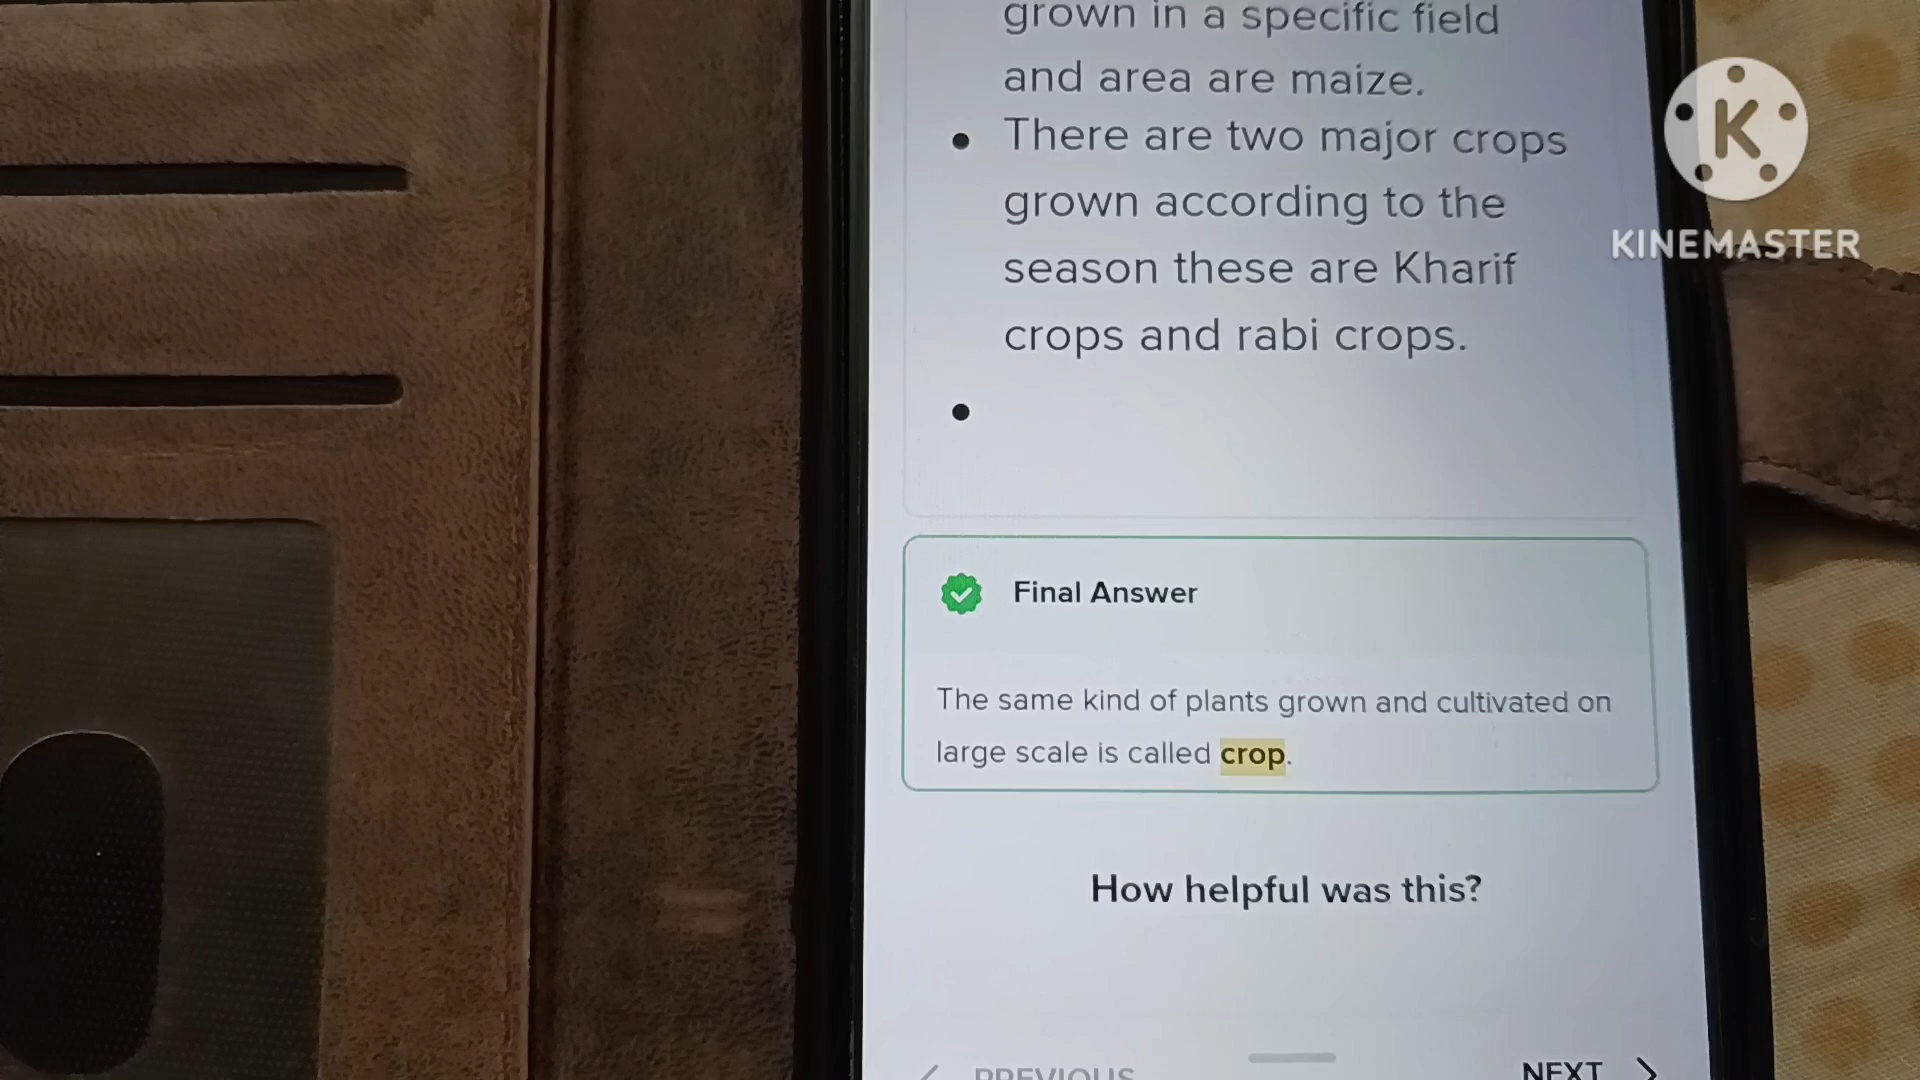 grown in a specific field
and area are maize.
• There are two major crops
grown according to the
season these are Kharif
crops and rabi crops.
•
Final Answer
The same kind of plants grown and cultivated on
large scale is called crop.
How helpful was this?
PREVIOUS
NEXT
K
KINEMASTER